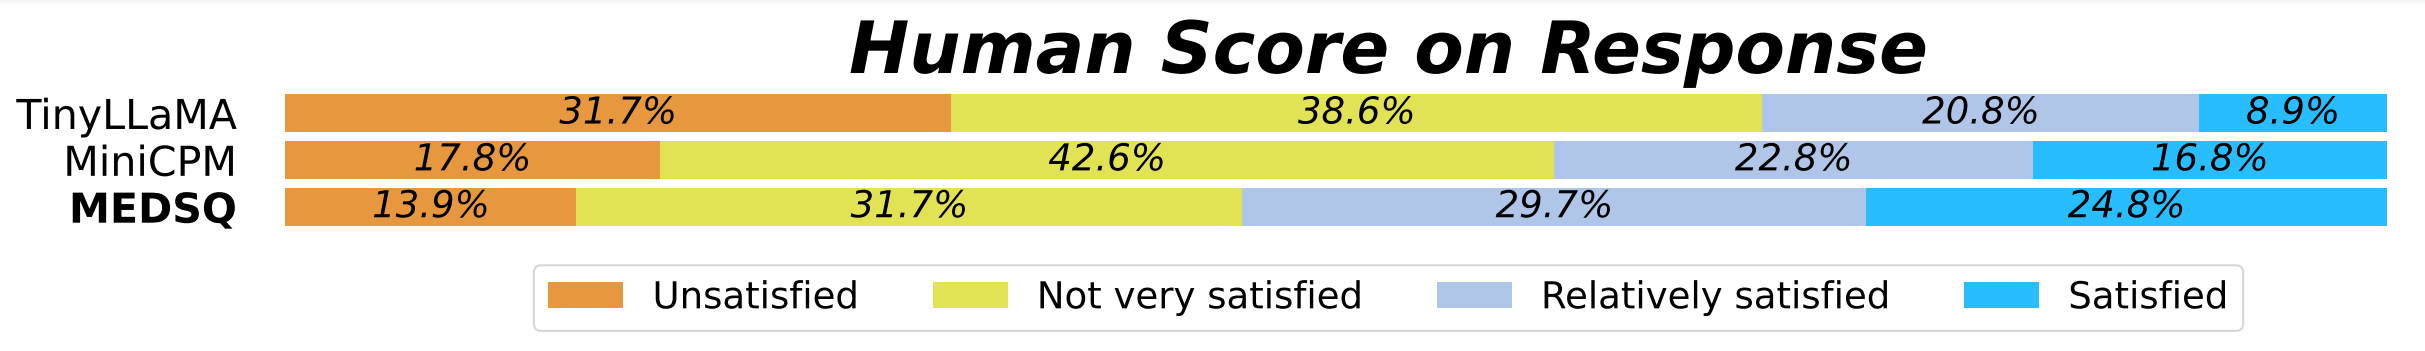 Human Score on Response
TinyLLaMA 31.7% 38.6% 20.8% 8.9%
MiniCPM 17.8% 42.6% 22.8% 16.8%
MEDSQ 13.9% 31.7% 29.7% 24.8%
Unsatisfied Not very satisfied Relatively satisfied Satisfied